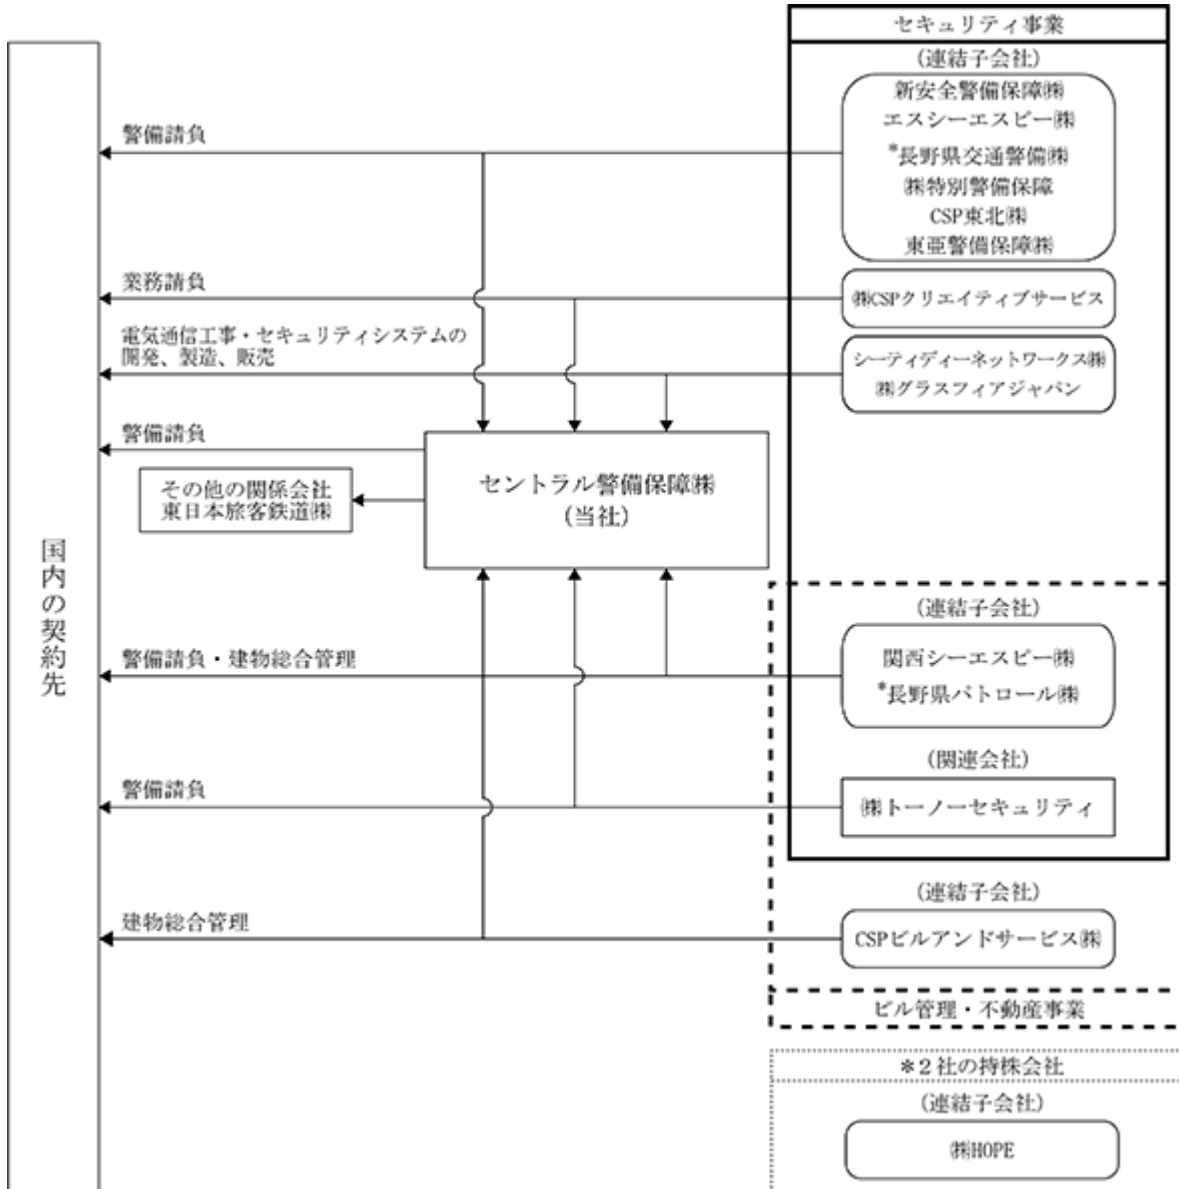 セキュリティ事業
(連結子会社)
新安全警備保障㈱
エスシーエスピー㈱
*長野県交通警備㈱
㈱特別警備保障
CSP東北㈱
東亜警備保障㈱
警備請負
業務請負
㈱CSPクリエイティブサービス
電気通信工事・セキュリティシステムの
開発、製造、販売
シーティディーネットワークス㈱
㈱グラスフィアジャパン
警備請負
セントラル警備保障㈱
(当社)
その他の関係会社
東日本旅客鉄道㈱
国内の契約先
(連結子会社)
関西シーエスピー㈱
*長野県パトロール㈱
警備請負・建物総合管理
(関連会社)
㈱トーノーセキュリティ
警備請負
(連結子会社)
CSPビルアンドサービス㈱
建物総合管理
ビル管理・不動産事業
*2社の持株会社
(連結子会社)
㈱HOPE